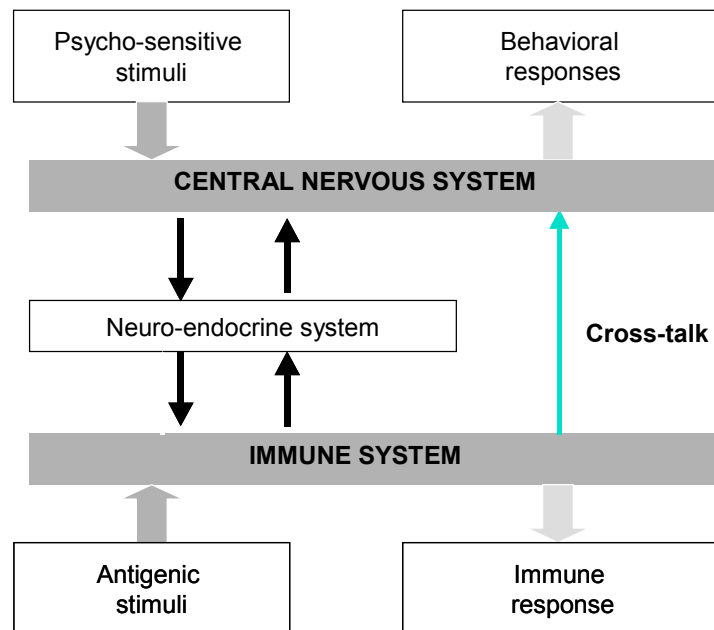 Psycho-sensitive
stimuli
Behavioral
responses
CENTRAL NERVOUS SYSTEM
Neuro-endocrine system
Cross-talk
IMMUNE SYSTEM
Antigenic
stimuli
Immune
response